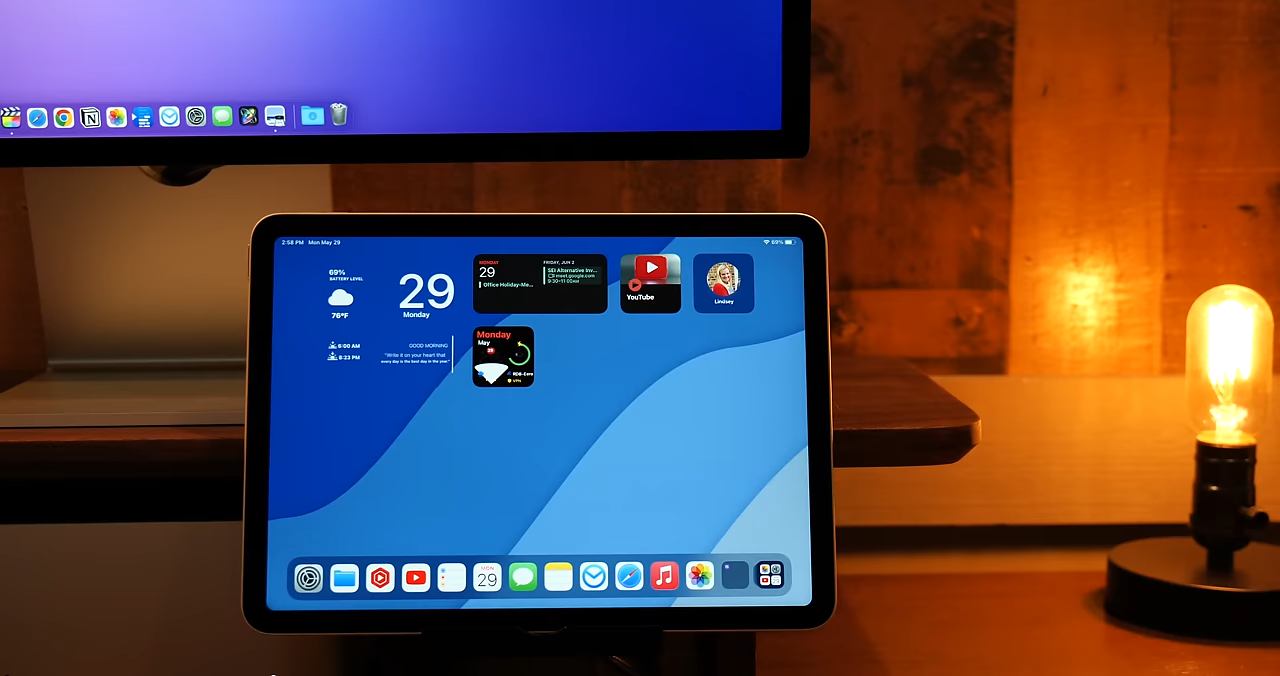 2:58 PM Mon May 29
69%
69%
BATTERY LEVEL
76°F
6:00 AM
8:23 PM
29
Monday
GOOD MORNING
"Write it on your heart that
every day is the best day in the year."
MONDAY
29
Office Holiday-Me...
FRIDAY, JUN 2
SEI Alternative Inv...
meet.google.com
9:30-11:00AM
YouTube
Lindsey
Monday
May
29
VPN
MON
29
N